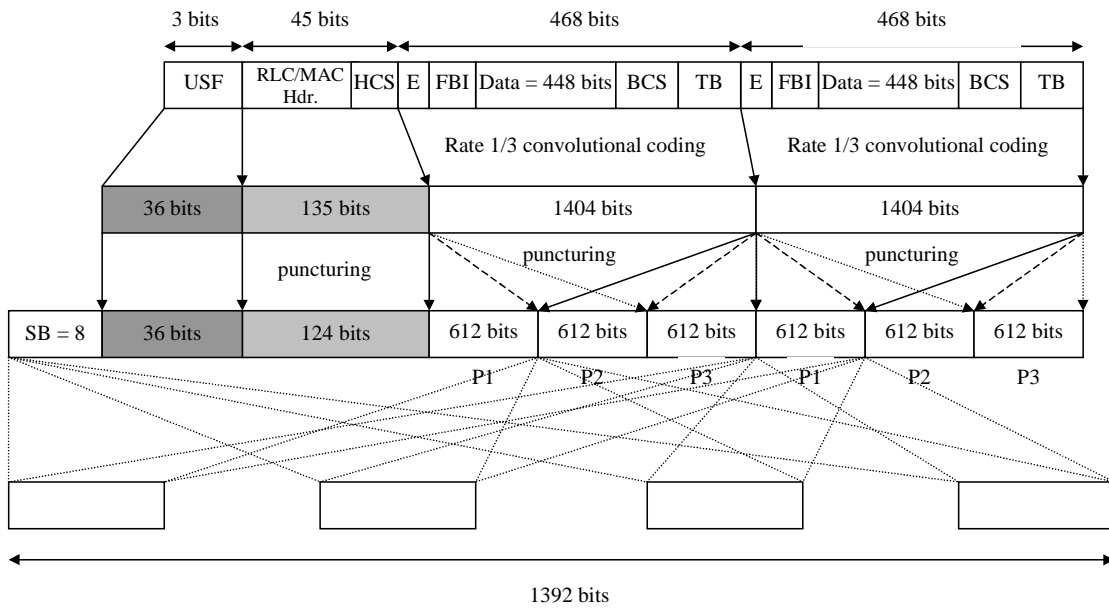 3 bits 45 bits 468 bits 468 bits
USF RLC/MAC Hdr. HCS E FBI Data = 448 bits BCS TB E FBI Data = 448 bits BCS TB
Rate 1/3 convolutional coding Rate 1/3 convolutional coding
36 bits 135 bits 1404 bits 1404 bits
puncturing puncturing puncturing
SB = 8 36 bits 124 bits 612 bits 612 bits 612 bits 612 bits 612 bits 612 bits
P1 P2 P3 P1 P2 P3
1392 bits